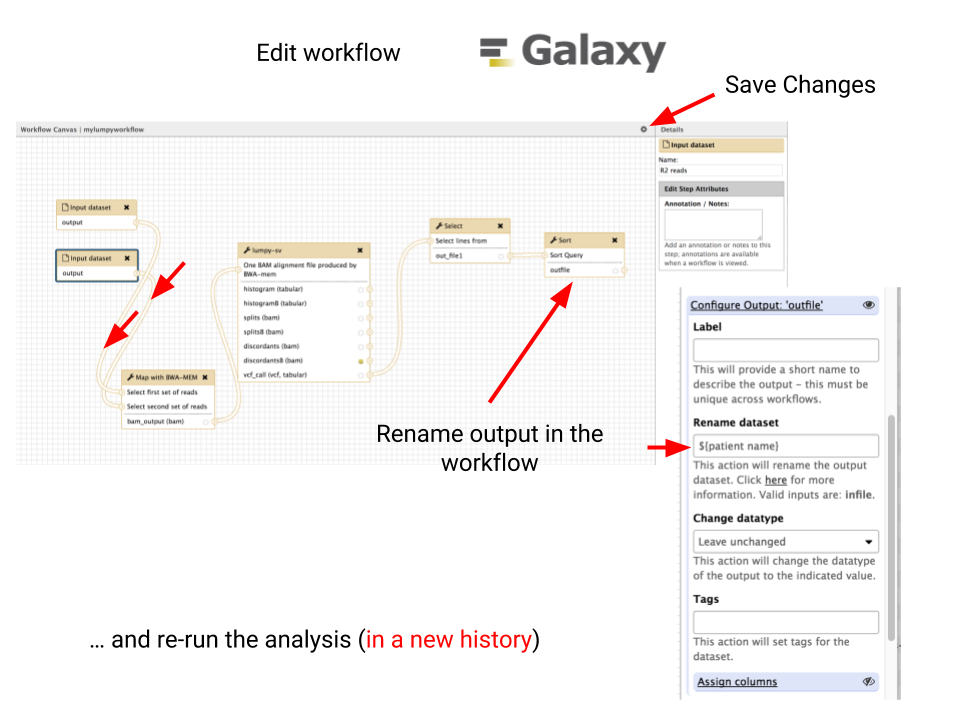 Edit workflow
Galaxy
Save Changes
Workflow Canvas | mylumpyworkflow
Details
Input dataset
Name:
R2 reads
Edit Step Attributes
Annotation / Notes:
Add an annotation or notes to this
step; annotations are available
when a workflow is viewed.
Input dataset
output
Input dataset
output
Map with BWA-MEM
Select first set of reads
Select second set of reads
bam_output (bam)
lumpy-sv
One BAM alignment file produced by
BWA-mem
histogram (tabular)
histogramB (tabular)
splits (bam)
splitsB (bam)
discordants (bam)
discordantsB (bam)
vcf_call (vcf, tabular)
Select
Select lines from
out_file1
Sort
Sort Query
outfile
Rename output in the
workflow
Configure Output: 'outfile'
Label
This will provide a short name to
describe the output - this must be
unique across workflows.
Rename dataset
${patient name}
This action will rename the output
dataset. Click here for more
information. Valid inputs are: infile.
Change datatype
Leave unchanged
This action will change the datatype
of the output to the indicated value.
Tags
This action will set tags for the
dataset.
Assign columns
... and re-run the analysis (in a new history)